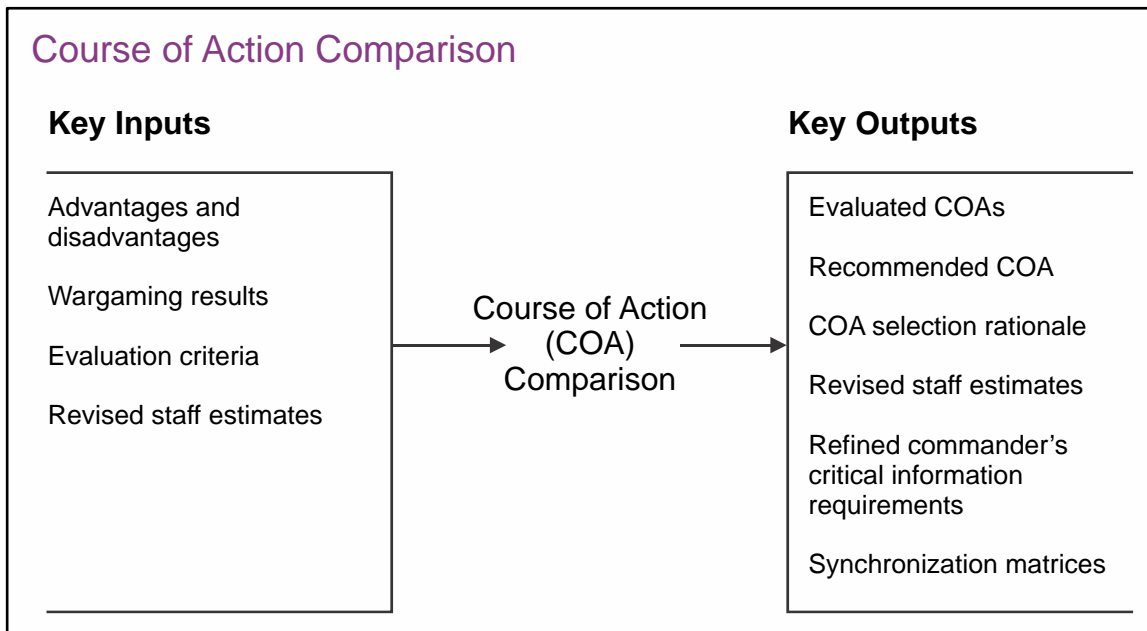 Course of Action Comparison
Key Inputs
Advantages and
disadvantages
Wargaming results
Evaluation criteria
Revised staff estimates
Course of Action
(COA)
Comparison
Key Outputs
Evaluated COAs
Recommended COA
COA selection rationale
Revised staff estimates
Refined commander’s
critical information
requirements
Synchronization matrices